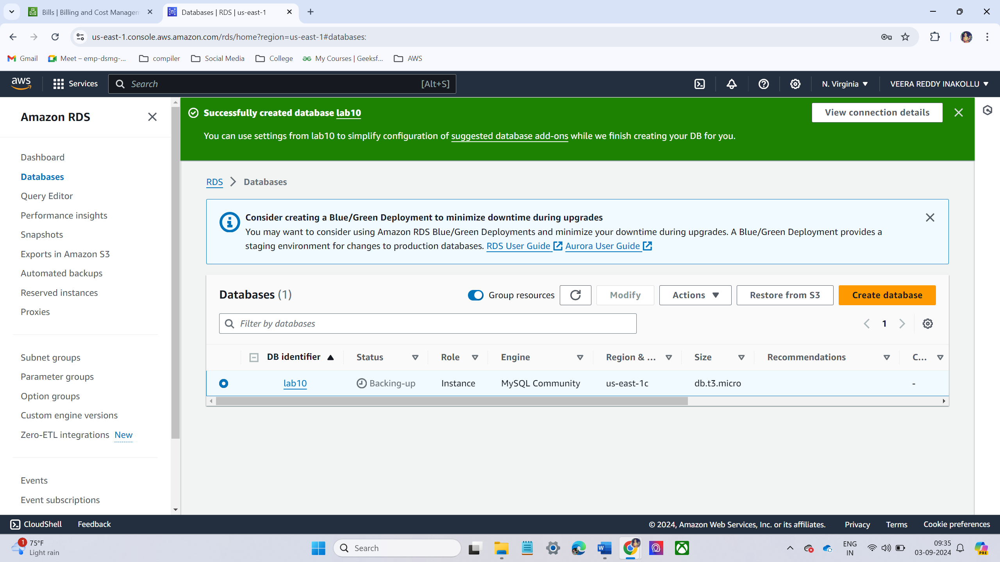 Bills | Billing and Cost Managem
Databases | RDS | us-east-1
us-east-1.console.aws.amazon.com/rds/home?region=us-east-1#databases:
Gmail
Meet – emp-dsmg-...
compiler
Social Media
College
My Courses | Geeksf...
AWS
aws
Services
Search
[Alt+S]
N. Virginia
VEERA REDDY INAKOLLU
Amazon RDS
Dashboard
Databases
Query Editor
Performance insights
Snapshots
Exports in Amazon S3
Automated backups
Reserved instances
Proxies
Subnet groups
Parameter groups
Option groups
Custom engine versions
Zero-ETL integrations New
Events
Event subscriptions
Successfully created database lab10
View connection details
You can use settings from lab10 to simplify configuration of suggested database add-ons while we finish creating your DB for you.
RDS
Databases
Consider creating a Blue/Green Deployment to minimize downtime during upgrades
You may want to consider using Amazon RDS Blue/Green Deployments and minimize your downtime during upgrades. A Blue/Green Deployment provides a
staging environment for changes to production databases. RDS User Guide Aurora User Guide
Databases (1)
Group resources
Modify
Actions
Restore from S3
Create database
Filter by databases
1
DB identifier Status Role Engine Region & ... Size Recommendations C...
lab10 Backing-up Instance MySQL Community us-east-1c db.t3.micro -
CloudShell
Feedback
© 2024, Amazon Web Services, Inc. or its affiliates.
Privacy
Terms
Cookie preferences
1
75°F
Light rain
Search
ENG
IN
09:35
03-09-2024
PRE